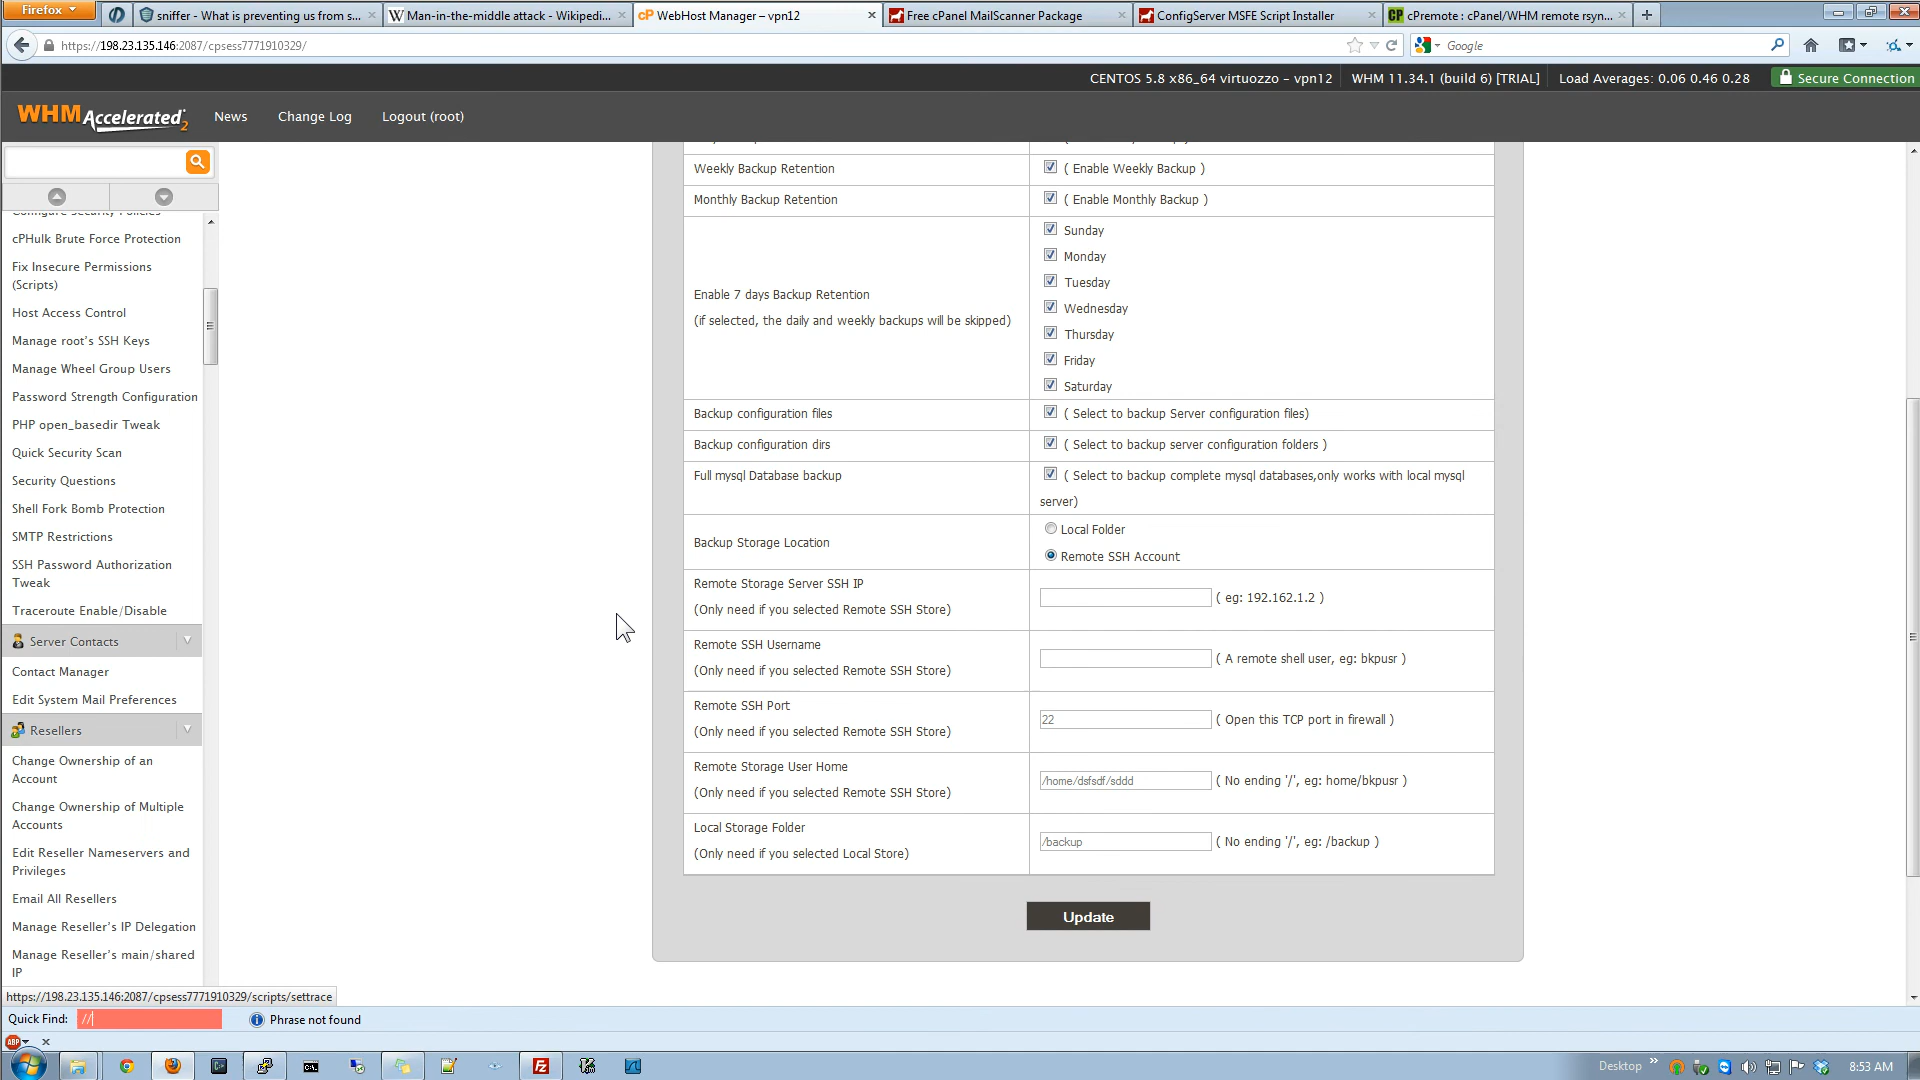 Firefox
sniffer - What is preventing us from s...
Man-in-the-middle attack - Wikipedi...
cP WebHost Manager – vpn12
Free cPanel MailScanner Package
ConfigServer MSFE Script Installer
CP cPremote : cPanel/WHM remote rsyn...
https://198.23.135.146:2087/cpsess7771910329/
Google
CENTOS 5.8 x86_64 virtuozzo – vpn12
WHM 11.34.1 (build 6) [TRIAL]
Load Averages: 0.06 0.46 0.28
Secure Connection
WHM Accelerated2
News
Change Log
Logout (root)
Configure Security Policies
cPHulk Brute Force Protection
Fix Insecure Permissions
(Scripts)
Host Access Control
Manage root's SSH Keys
Manage Wheel Group Users
Password Strength Configuration
PHP open_basedir Tweak
Quick Security Scan
Security Questions
Shell Fork Bomb Protection
SMTP Restrictions
SSH Password Authorization
Tweak
Traceroute Enable/Disable
Server Contacts
Contact Manager
Edit System Mail Preferences
Resellers
Change Ownership of an
Account
Change Ownership of Multiple
Accounts
Edit Reseller Nameservers and
Privileges
Email All Resellers
Manage Reseller's IP Delegation
Manage Reseller's main/shared
IP
Weekly Backup Retention
( Enable Weekly Backup )
Monthly Backup Retention
( Enable Monthly Backup )
Enable 7 days Backup Retention
(if selected, the daily and weekly backups will be skipped)
Sunday
Monday
Tuesday
Wednesday
Thursday
Friday
Saturday
Backup configuration files
( Select to backup Server configuration files)
Backup configuration dirs
( Select to backup server configuration folders )
Full mysql Database backup
( Select to backup complete mysql databases,only works with local mysql
server)
Backup Storage Location
Local Folder
Remote SSH Account
Remote Storage Server SSH IP
(Only need if you selected Remote SSH Store)
( eg: 192.162.1.2 )
Remote SSH Username
(Only need if you selected Remote SSH Store)
( A remote shell user, eg: bkpusr )
Remote SSH Port
(Only need if you selected Remote SSH Store)
22
( Open this TCP port in firewall )
Remote Storage User Home
(Only need if you selected Remote SSH Store)
/home/dsfsdf/sddd
( No ending '/', eg: home/bkpusr )
Local Storage Folder
(Only need if you selected Local Store)
/backup
( No ending '/', eg: /backup )
Update
https://198.23.135.146:2087/cpsess7771910329/scripts/settrace
Quick Find:
//
Phrase not found
ABP
Desktop
8:53 AM